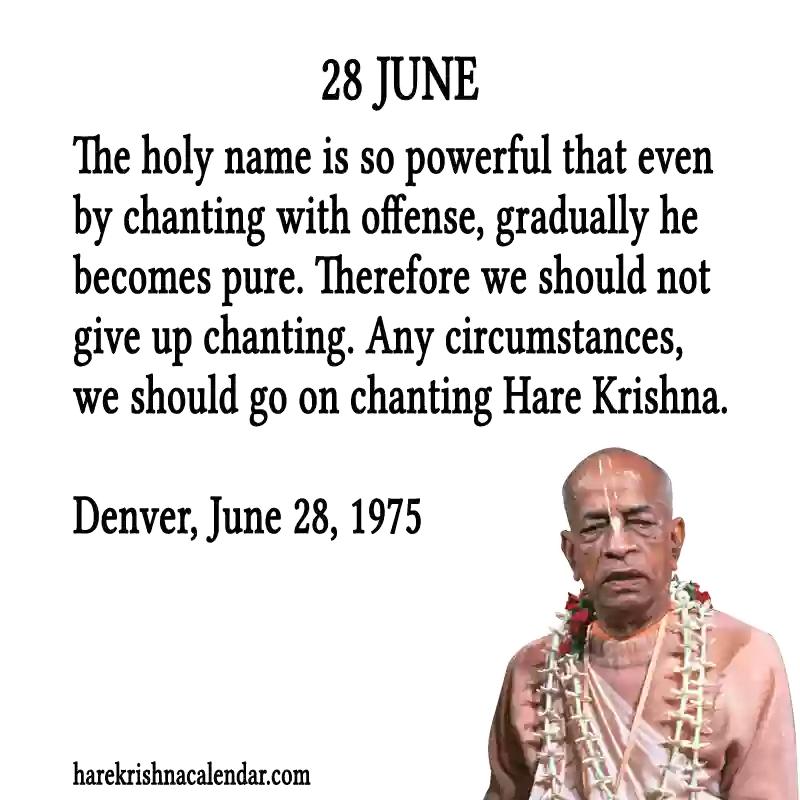 28 JUNE
The holy name is so powerful that even
by chanting with offense, gradually he
becomes pure. Therefore we should not
give up chanting. Any circumstances,
we should go on chanting Hare Krishna.
Denver, June 28, 1975
harekrishnacalendar.com